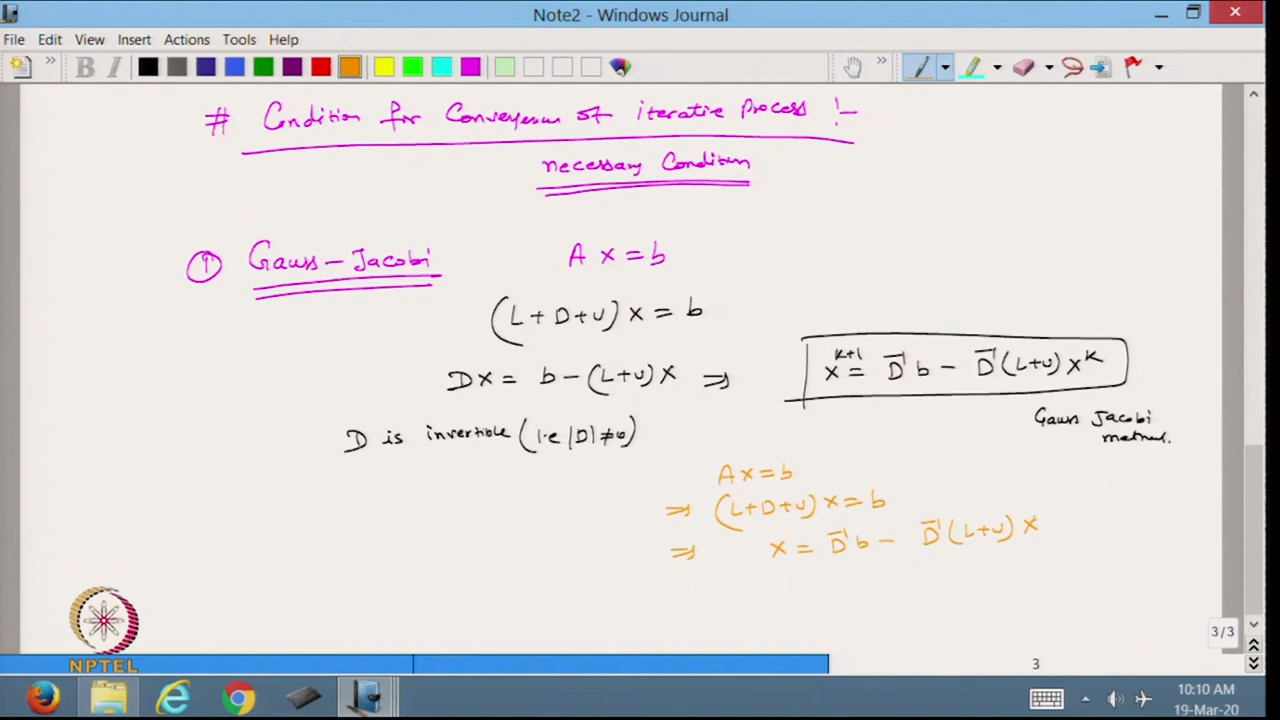 Note2 - Windows Journal
File Edit View Insert Actions Tools Help
# Condition for Convergence of iterative Process :-
necessary Condition
① Gauss-Jacobi A x = b
(L+D+U) x = b
Dx = b - (L+U) x ⇒ x^{k+1} = D^{-1} b - D^{-1} (L+U) x^k
Gauss Jacobi
method.
D is invertible (i.e |D| ≠ 0)
Ax = b
⇒ (L+D+U) x = b
⇒ x = D^{-1} b - D^{-1} (L+U) x
NPTEL
3/3
3
10:10 AM
19-Mar-20